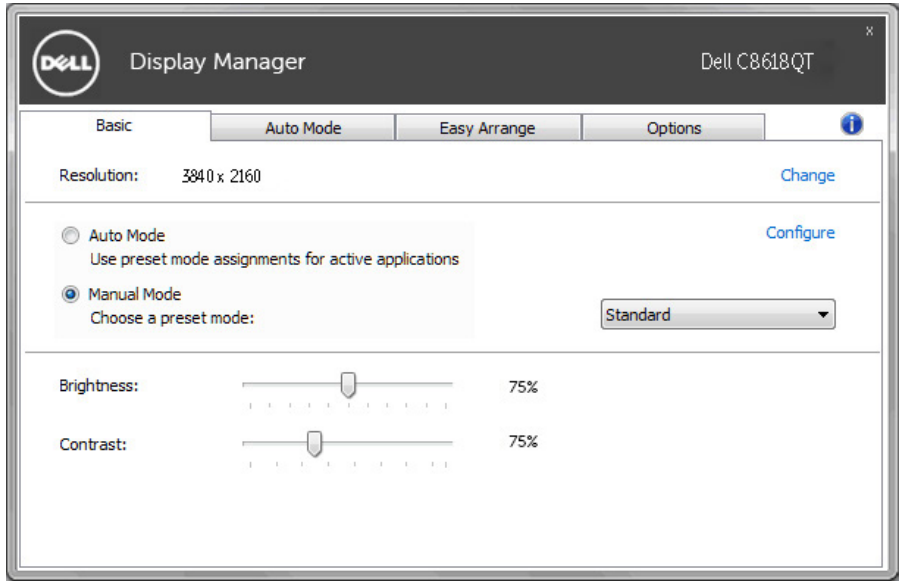 DELL
Display Manager
Dell C8618QT
x
Basic
Auto Mode
Easy Arrange
Options
i
Resolution:
3840 x 2160
Change
Auto Mode
Configure
Use preset mode assignments for active applications
Manual Mode
Choose a preset mode:
Standard
Brightness:
75%
Contrast:
75%